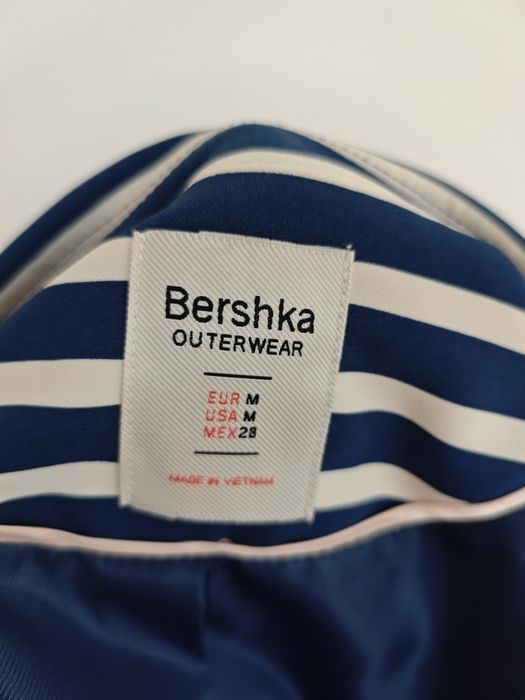 Bershka
OUTERWEAR
EUR M
USA M
MEX 28
MADE IN VIETNAM